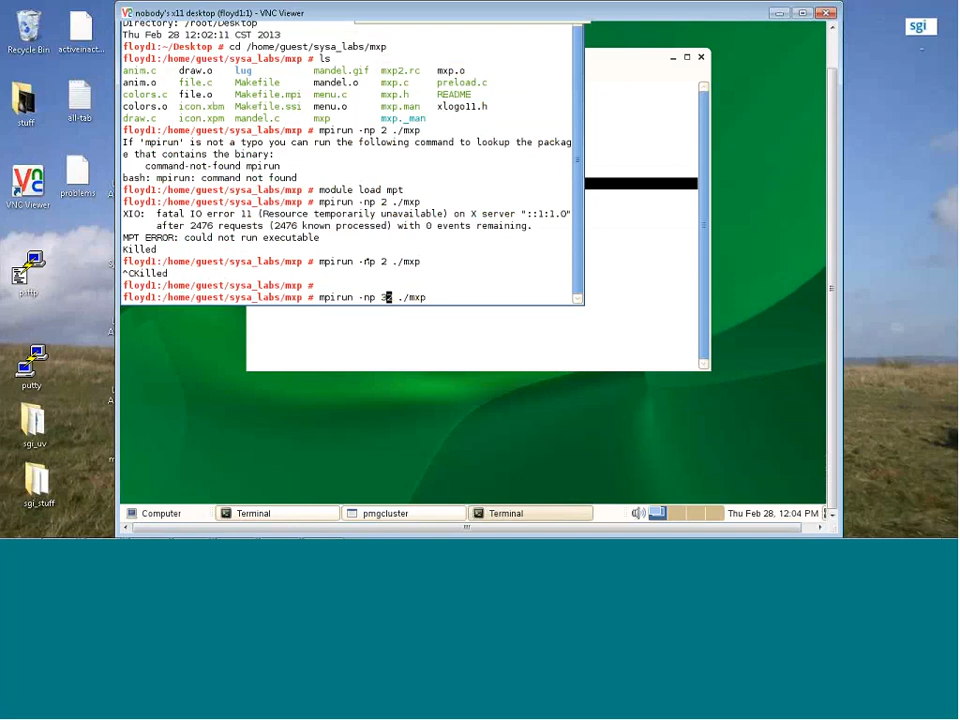 nobody's x11 desktop (floyd1:1) - VNC Viewer
Directory: /root/Desktop
Thu Feb 28 12:02:11 CST 2013
floyd1:~/Desktop # cd /home/guest/sysa_labs/mxp
floyd1:/home/guest/sysa_labs/mxp # ls
anim.c draw.o lug mandel.gif mxp2.rc mxp.o
anim.o file.c Makefile mandel.o mxp.c preload.c
colors.c file.o Makefile.mpi menu.c mxp.h README
colors.o icon.xbm Makefile.ssi menu.o mxp.man xlogo11.h
draw.c icon.xpm mandel.c mxp mxp._man
floyd1:/home/guest/sysa_labs/mxp # mpirun -np 2 ./mxp
If 'mpirun' is not a typo you can run the following command to lookup the packag
e that contains the binary:
command-not-found mpirun
bash: mpirun: command not found
floyd1:/home/guest/sysa_labs/mxp # module load mpt
floyd1:/home/guest/sysa_labs/mxp # mpirun -np 2 ./mxp
XIO: fatal IO error 11 (Resource temporarily unavailable) on X server "::1:1.0"
after 2476 requests (2476 known processed) with 0 events remaining.
MPT ERROR: could not run executable
Killed
floyd1:/home/guest/sysa_labs/mxp # mpirun -np 2 ./mxp
^CKilled
floyd1:/home/guest/sysa_labs/mxp #
floyd1:/home/guest/sysa_labs/mxp # mpirun -np 32 ./mxp
Recycle Bin
activeinact...
stuff
all-tab
VNC Viewer
problems
psftp
putty
sgi_uv
sgi_stuff
sgi
Computer
Terminal
pmgcluster
Terminal
Thu Feb 28, 12:04 PM